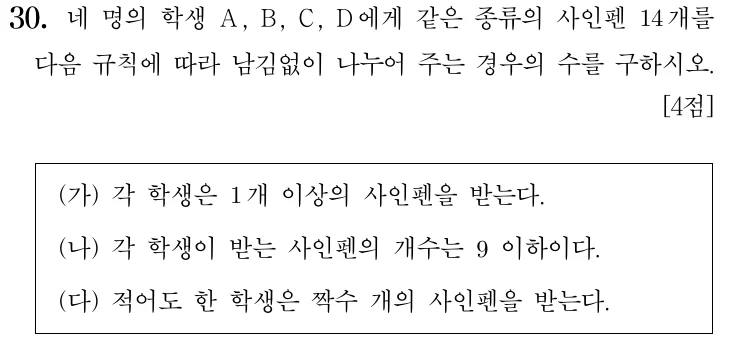 30. 네 명의 학생 A, B, C, D에게 같은 종류의 사인펜 14개를
다음 규칙에 따라 남김없이 나누어 주는 경우의 수를 구하시오.
[4점]
(가) 각 학생은 1개 이상의 사인펜을 받는다.
(나) 각 학생이 받는 사인펜의 개수는 9 이하이다.
(다) 적어도 한 학생은 짝수 개의 사인펜을 받는다.